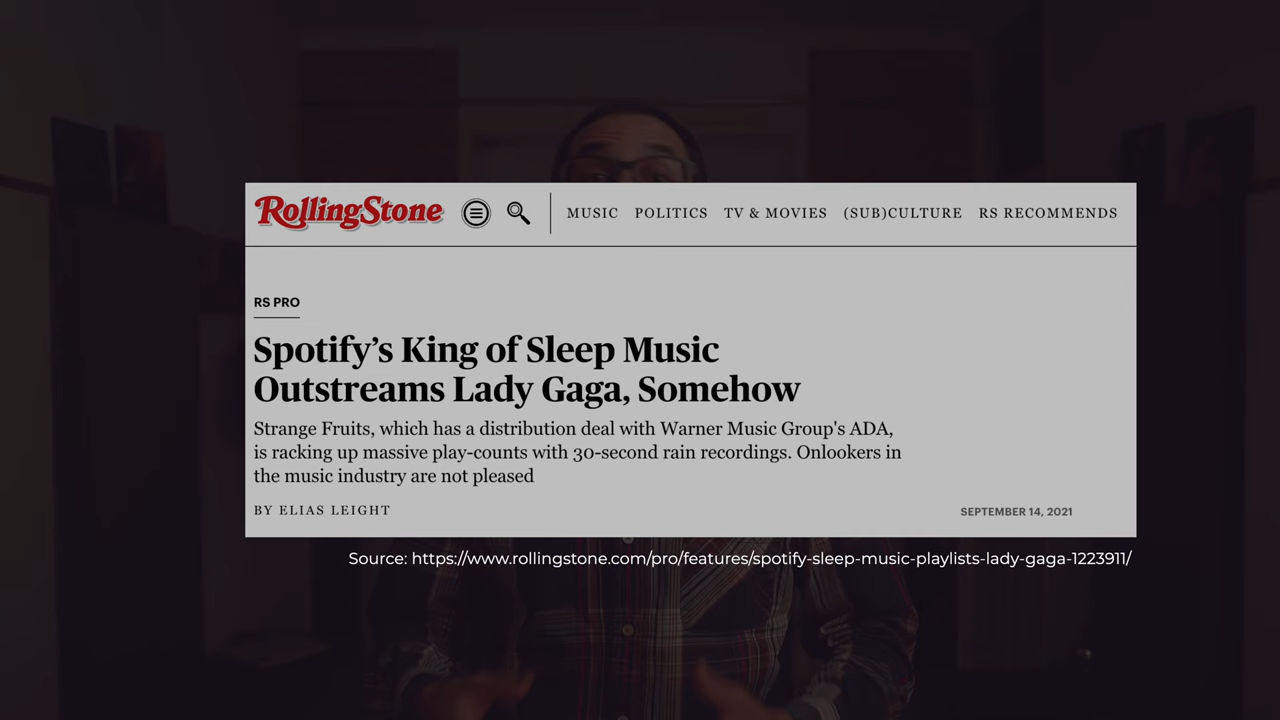 RollingStone
MUSIC POLITICS TV & MOVIES (SUB)CULTURE RS RECOMMENDS
RS PRO
Spotify’s King of Sleep Music
Outstreams Lady Gaga, Somehow
Strange Fruits, which has a distribution deal with Warner Music Group's ADA,
is racking up massive play-counts with 30-second rain recordings. Onlookers in
the music industry are not pleased
BY ELIAS LEIGHT
SEPTEMBER 14, 2021
Source: https://www.rollingstone.com/pro/features/spotify-sleep-music-playlists-lady-gaga-1223911/